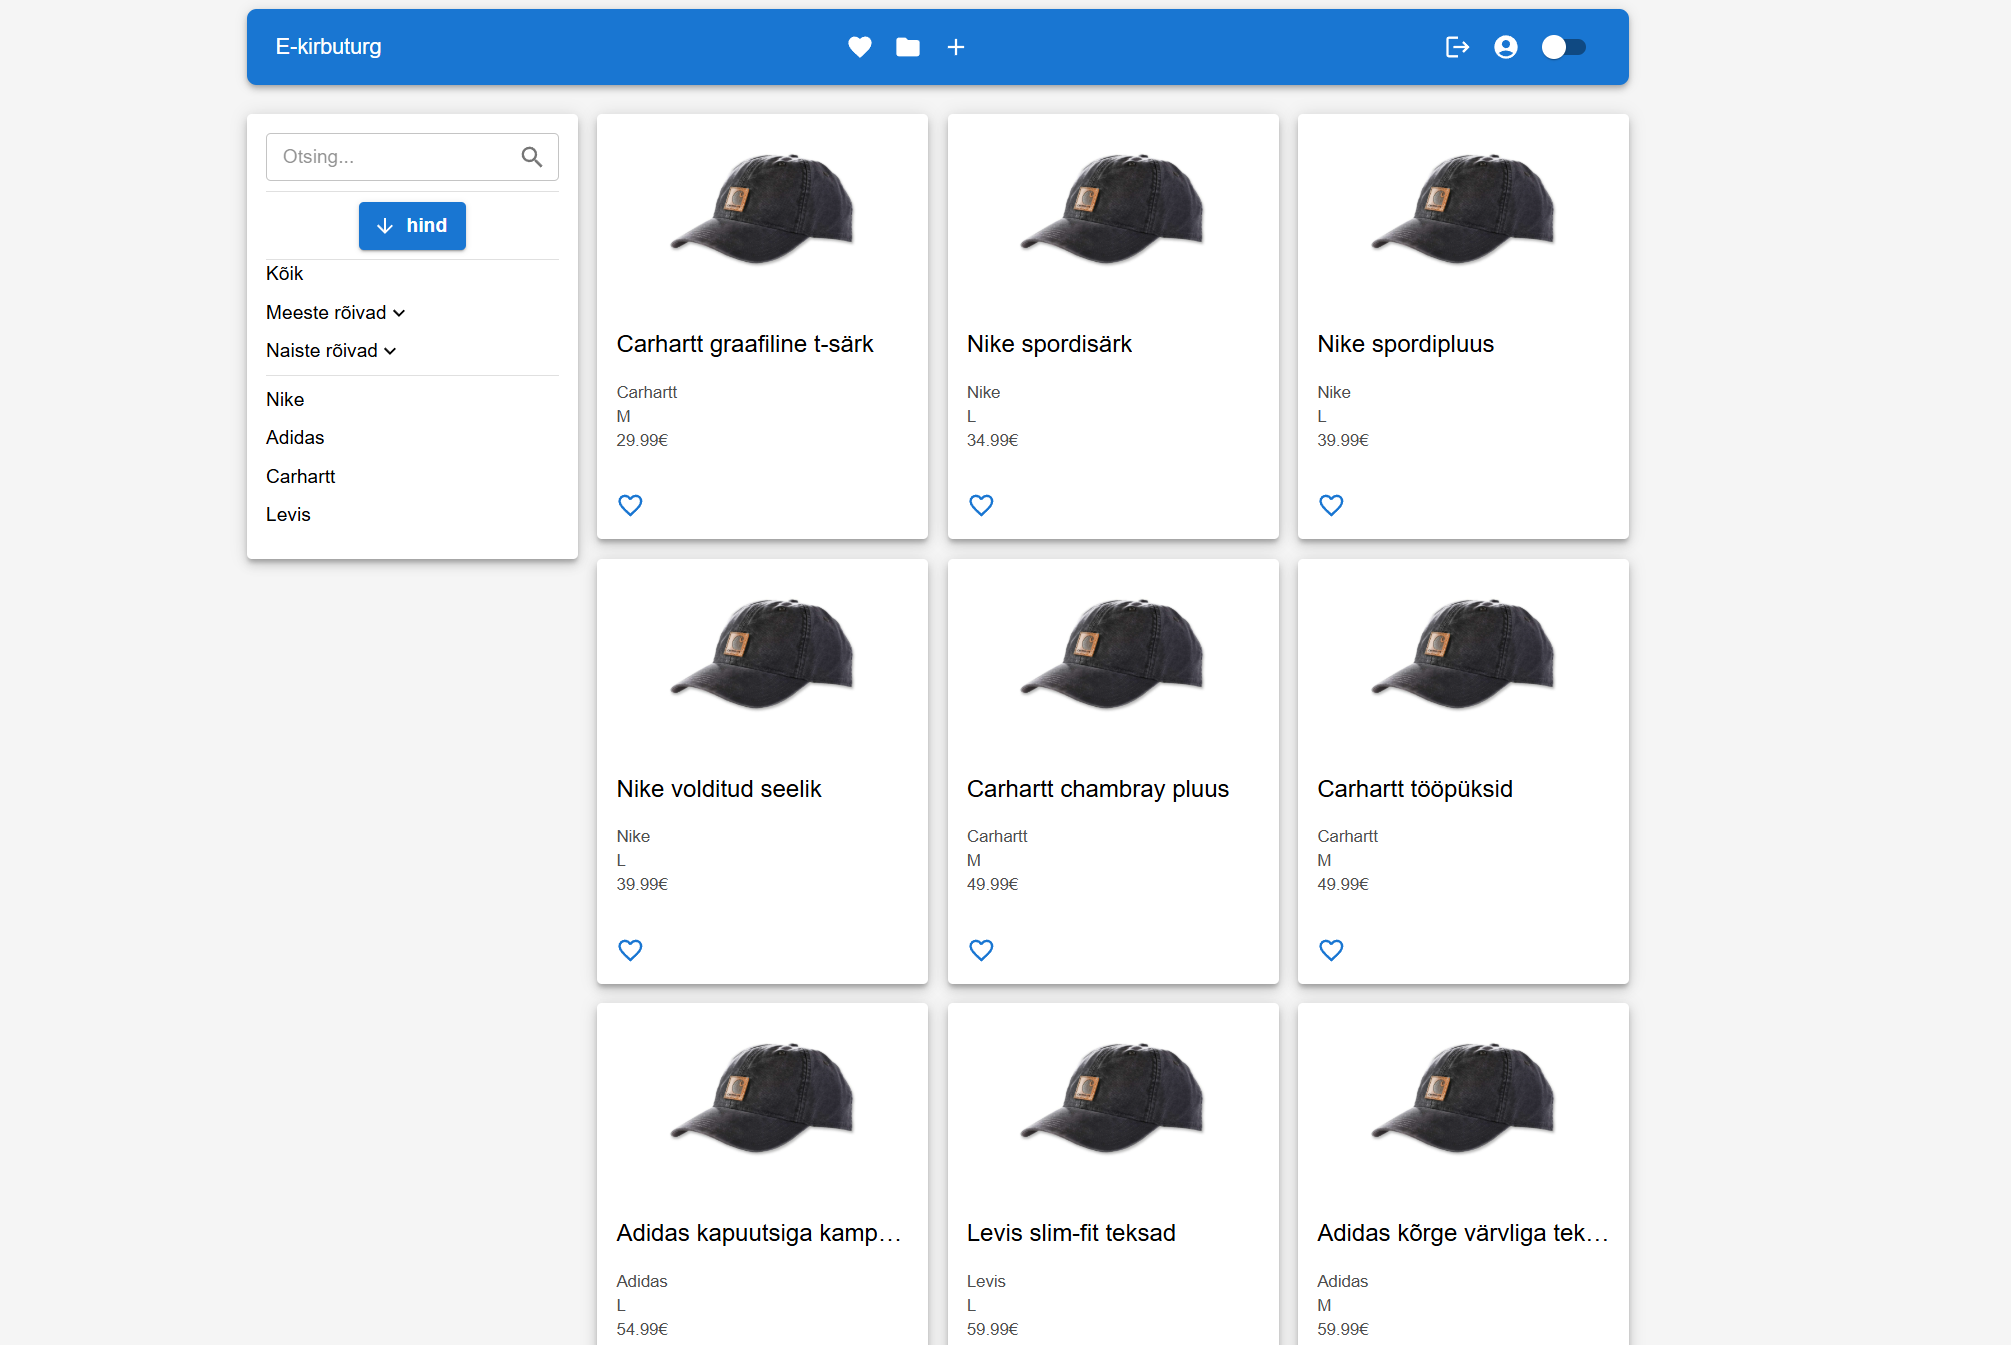 E-kirbuturg
Otsing...
hind
Kõik
Meeste rõivad
Naiste rõivad
Nike
Adidas
Carhartt
Levis
Carhartt graafiline t-särk
Carhartt
M
29.99€
Nike spordisärk
Nike
L
34.99€
Nike spordipluus
Nike
L
39.99€
Nike volditud seelik
Nike
L
39.99€
Carhartt chambray pluus
Carhartt
M
49.99€
Carhartt tööpüksid
Carhartt
M
49.99€
Adidas kapuutsiga kamp...
Adidas
L
54.99€
Levis slim-fit teksad
Levis
L
59.99€
Adidas kõrge värvliga tek...
Adidas
M
59.99€